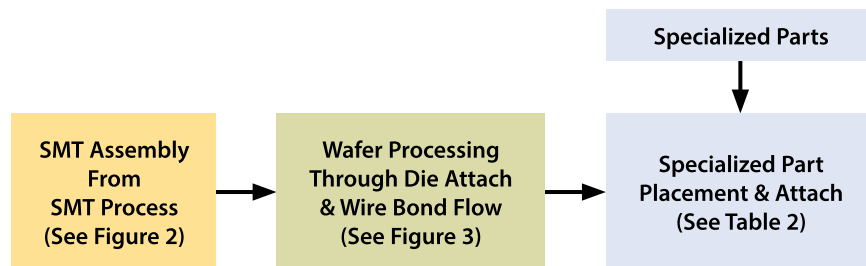 Specialized Parts
SMT Assembly
From
SMT Process
(See Figure 2)
Wafer Processing
Through Die Attach
& Wire Bond Flow
(See Figure 3)
Specialized Part
Placement & Attach
(See Table 2)